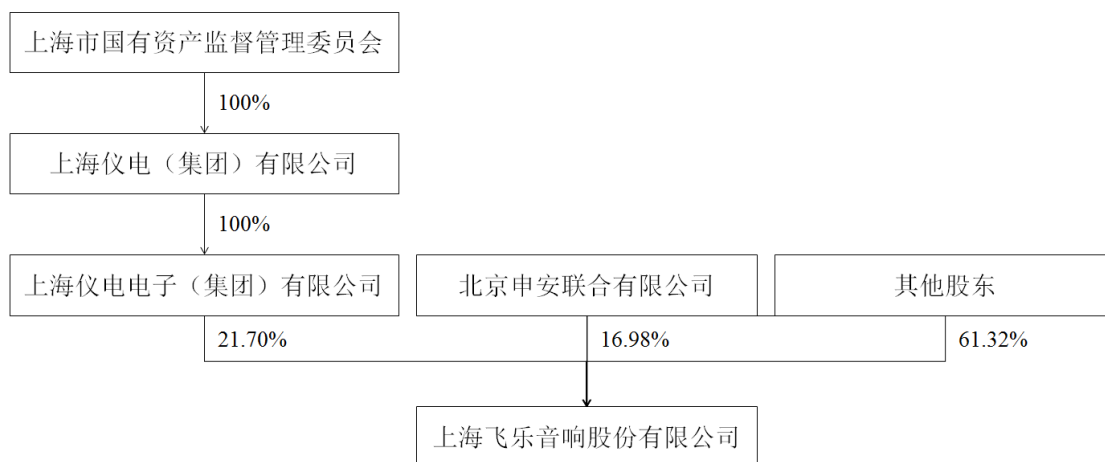 上海市国有资产监督管理委员会
100%
上海仪电（集团）有限公司
100%
上海仪电电子（集团）有限公司
北京申安联合有限公司
其他股东
21.70%
16.98%
61.32%
上海飞乐音响股份有限公司